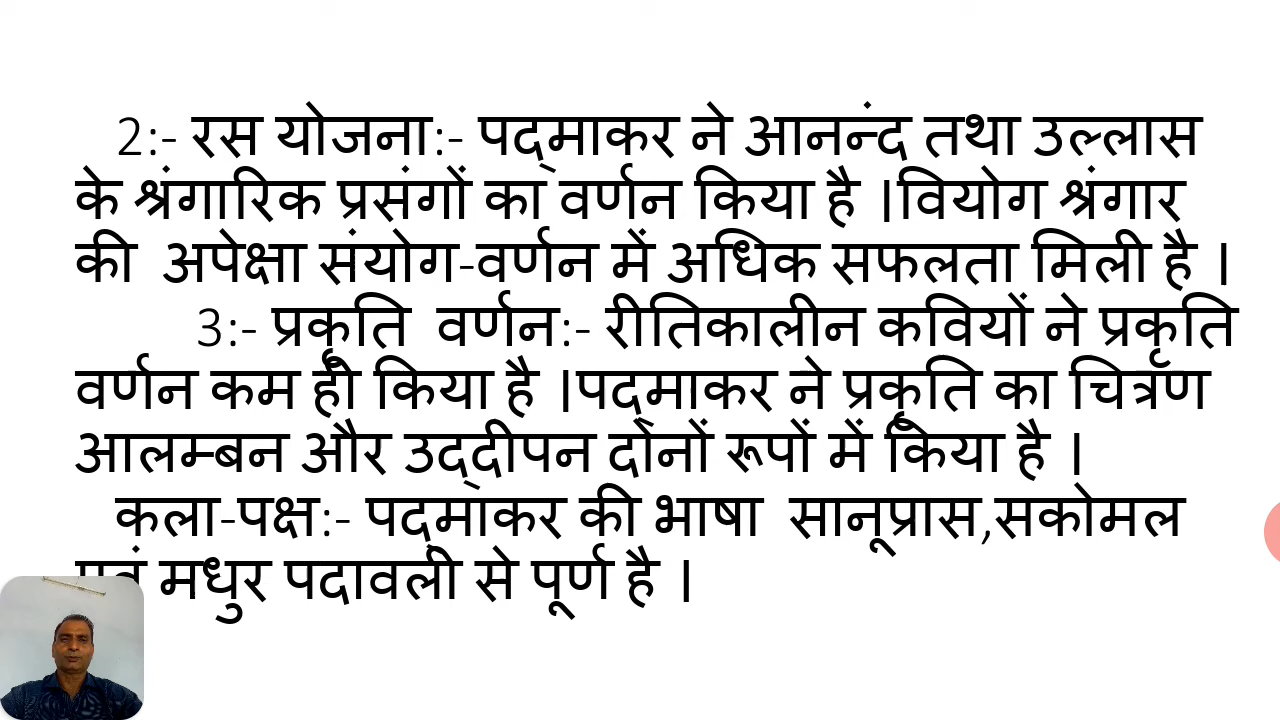 2:- रस योजना:- पद्माकर ने आनन्द तथा उल्लास
के श्रंगारिक प्रसंगों का वर्णन किया है ।वियोग श्रंगार
की अपेक्षा संयोग-वर्णन में अधिक सफलता मिली है ।
3:- प्रकृति वर्णन:- रीतिकालीन कवियों ने प्रकृति
वर्णन कम ही किया है ।पद्माकर ने प्रकृति का चित्रण
आलम्बन और उद्दीपन दोनों रूपों में किया है ।
कला-पक्ष:- पद्माकर की भाषा सानूप्रास,सकोमल
एवं मधुर पदावली से पूर्ण है ।